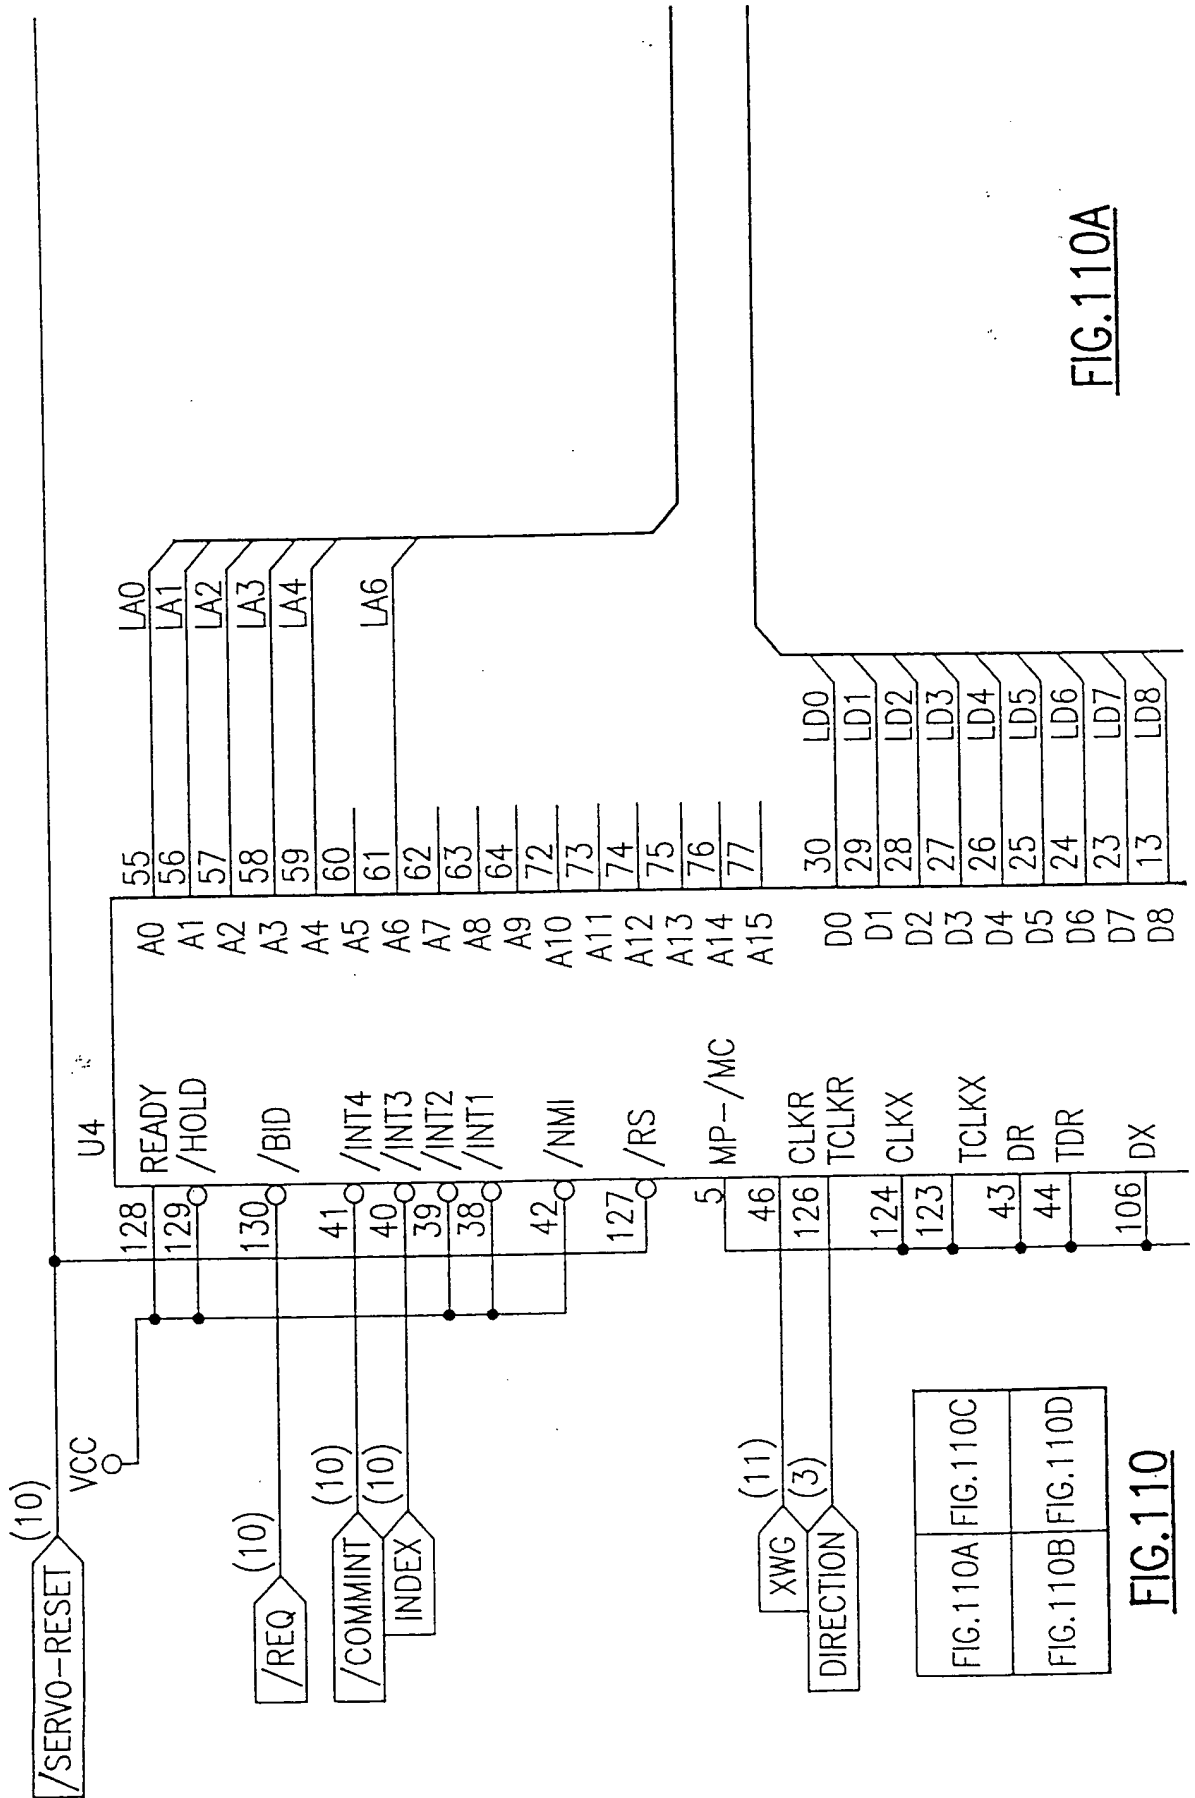 /SERVO-RESET
(10)
VCC
U4
/REQ
(10)
/COMMINT
(10)
INDEX
(10)
XWG
(11)
DIRECTION
(3)
128 READY
129 /HOLD
130 /BID
41 /INT4
40 /INT3
39 /INT2
38 /INT1
42 /NMI
127 /RS
5 MP-/MC
46 CLKR
126 TCLKR
124 CLKX
123 TCLKX
43 DR
44 TDR
106 DX
A0 55 LA0
A1 56 LA1
A2 57 LA2
A3 58 LA3
A4 59 LA4
A5 60
A6 61 LA6
A7 62
A8 63
A9 64
A10 72
A11 73
A12 74
A13 75
A14 76
A15 77
D0 30 LD0
D1 29 LD1
D2 28 LD2
D3 27 LD3
D4 26 LD4
D5 25 LD5
D6 24 LD6
D7 23 LD7
D8 13 LD8
FIG.110A FIG.110C
FIG.110B FIG.110D
FIG.110
FIG.110A